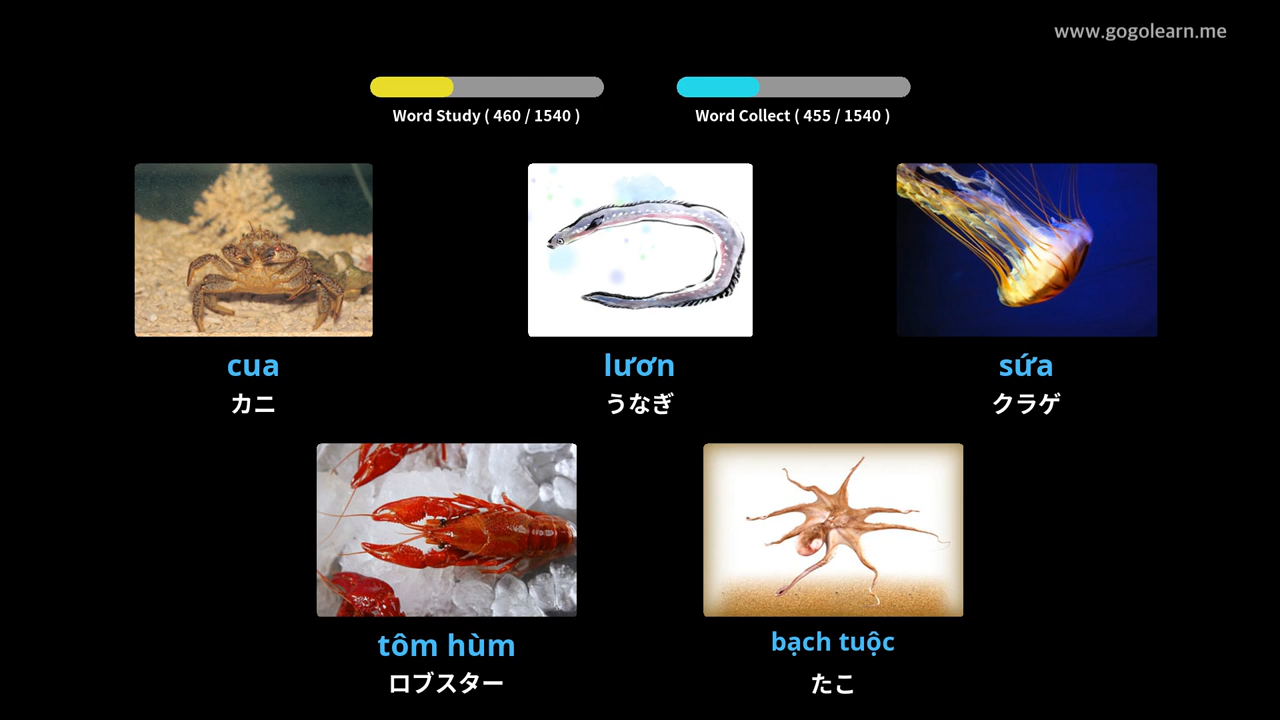 www.gogolearn.me
Word Study ( 460 / 1540 )
Word Collect ( 455 / 1540 )
cua
カニ
lươn
うなぎ
sứa
クラゲ
tôm hùm
ロブスター
bạch tuộc
たこ